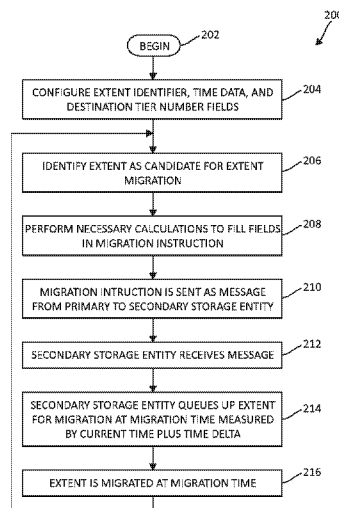 200
BEGIN
202
CONFIGURE EXTENT IDENTIFIER, TIME DATA, AND
DESTINATION TIER NUMBER FIELDS
204
IDENTIFY EXTENT AS CANDIDATE FOR EXTENT
MIGRATION
206
PERFORM NECESSARY CALCULATIONS TO FILL FIELDS
IN MIGRATION INSTRUCTION
208
MIGRATION INTRUCTION IS SENT AS MESSAGE
FROM PRIMARY TO SECONDARY STORAGE ENTITY
210
SECONDARY STORAGE ENTITY RECEIVES MESSAGE
212
SECONDARY STORAGE ENTITY QUEUES UP EXTENT
FOR MIGRATION AT MIGRATION TIME MEASURED
BY CURRENT TIME PLUS TIME DELTA
214
EXTENT IS MIGRATED AT MIGRATION TIME
216